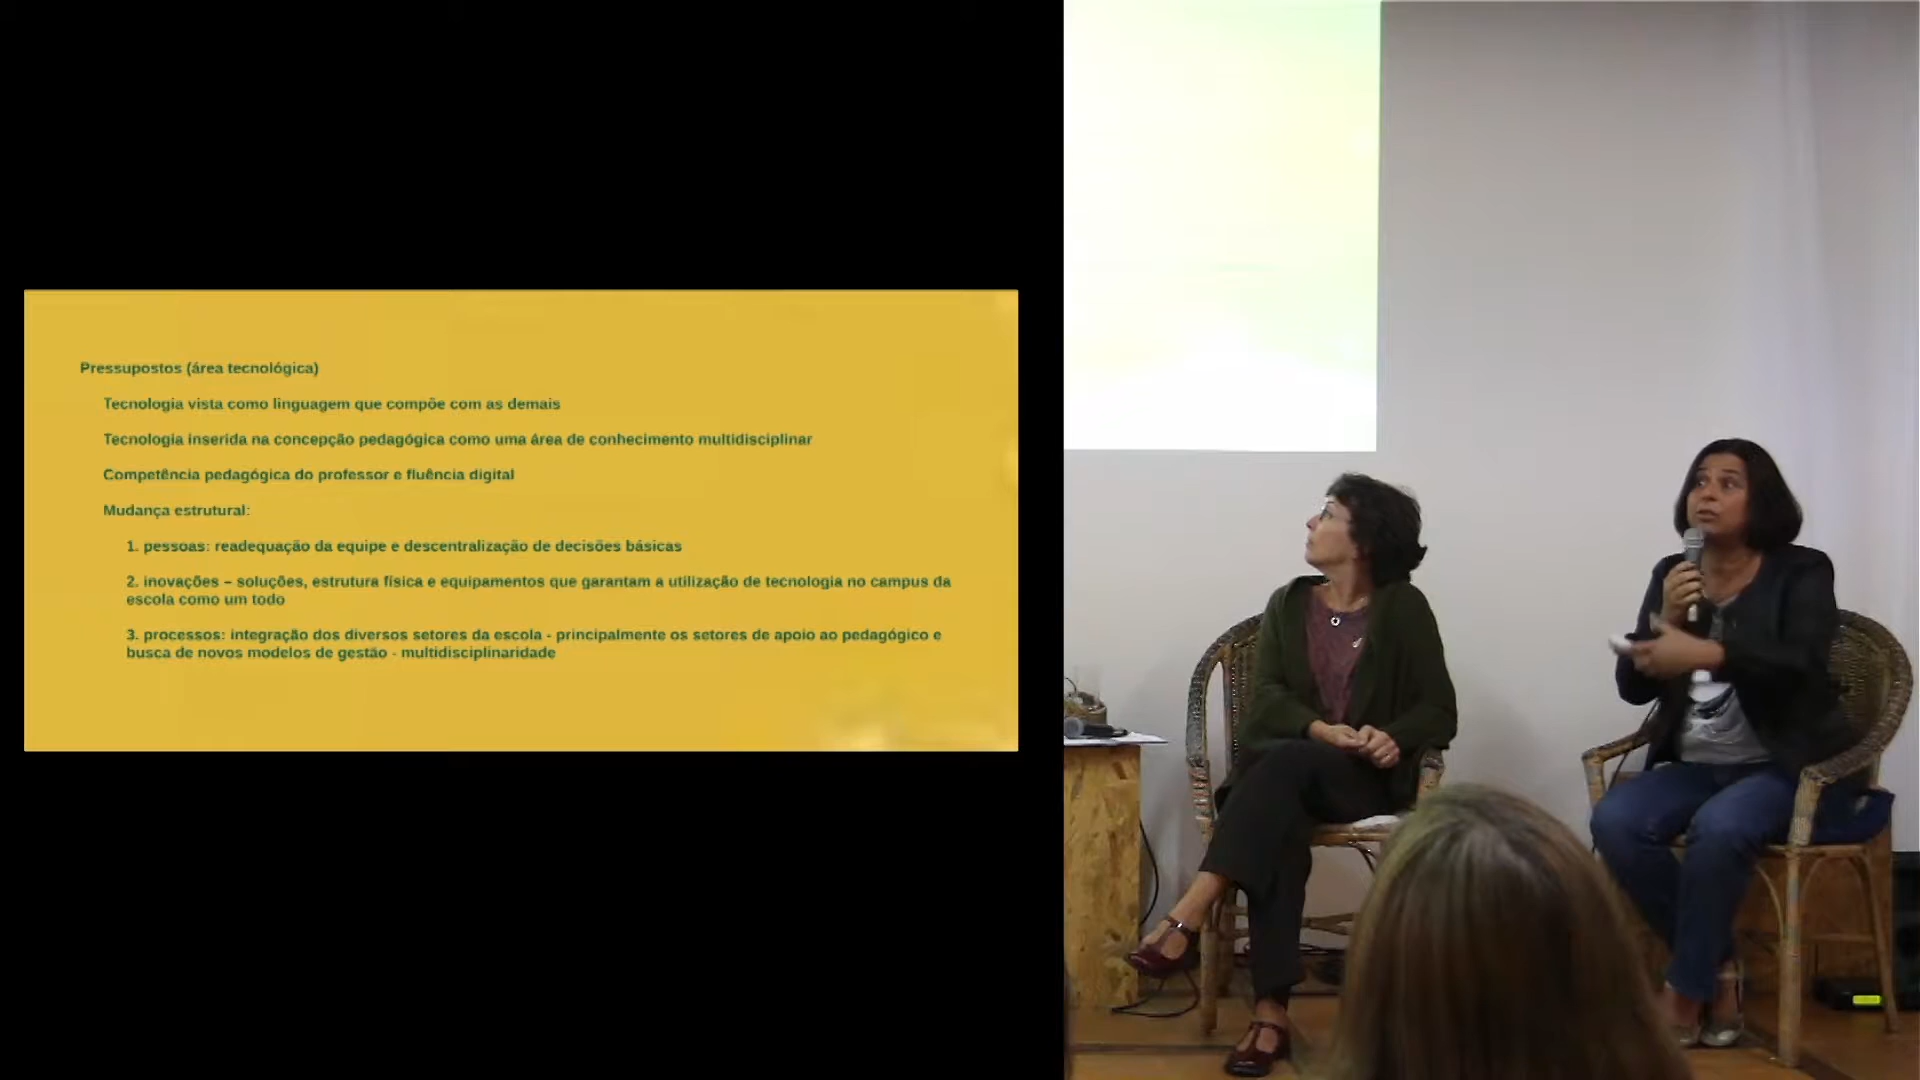 Pressupostos (área tecnológica)
Tecnologia vista como linguagem que compõe com as demais
Tecnologia inserida na concepção pedagógica como uma área de conhecimento multidisciplinar
Competência pedagógica do professor e fluência digital
Mudança estrutural:
1. pessoas: readequação da equipe e descentralização de decisões básicas
2. inovações – soluções, estrutura física e equipamentos que garantam a utilização de tecnologia no campus da
escola como um todo
3. processos: integração dos diversos setores da escola - principalmente os setores de apoio ao pedagógico e
busca de novos modelos de gestão - multidisciplinaridade